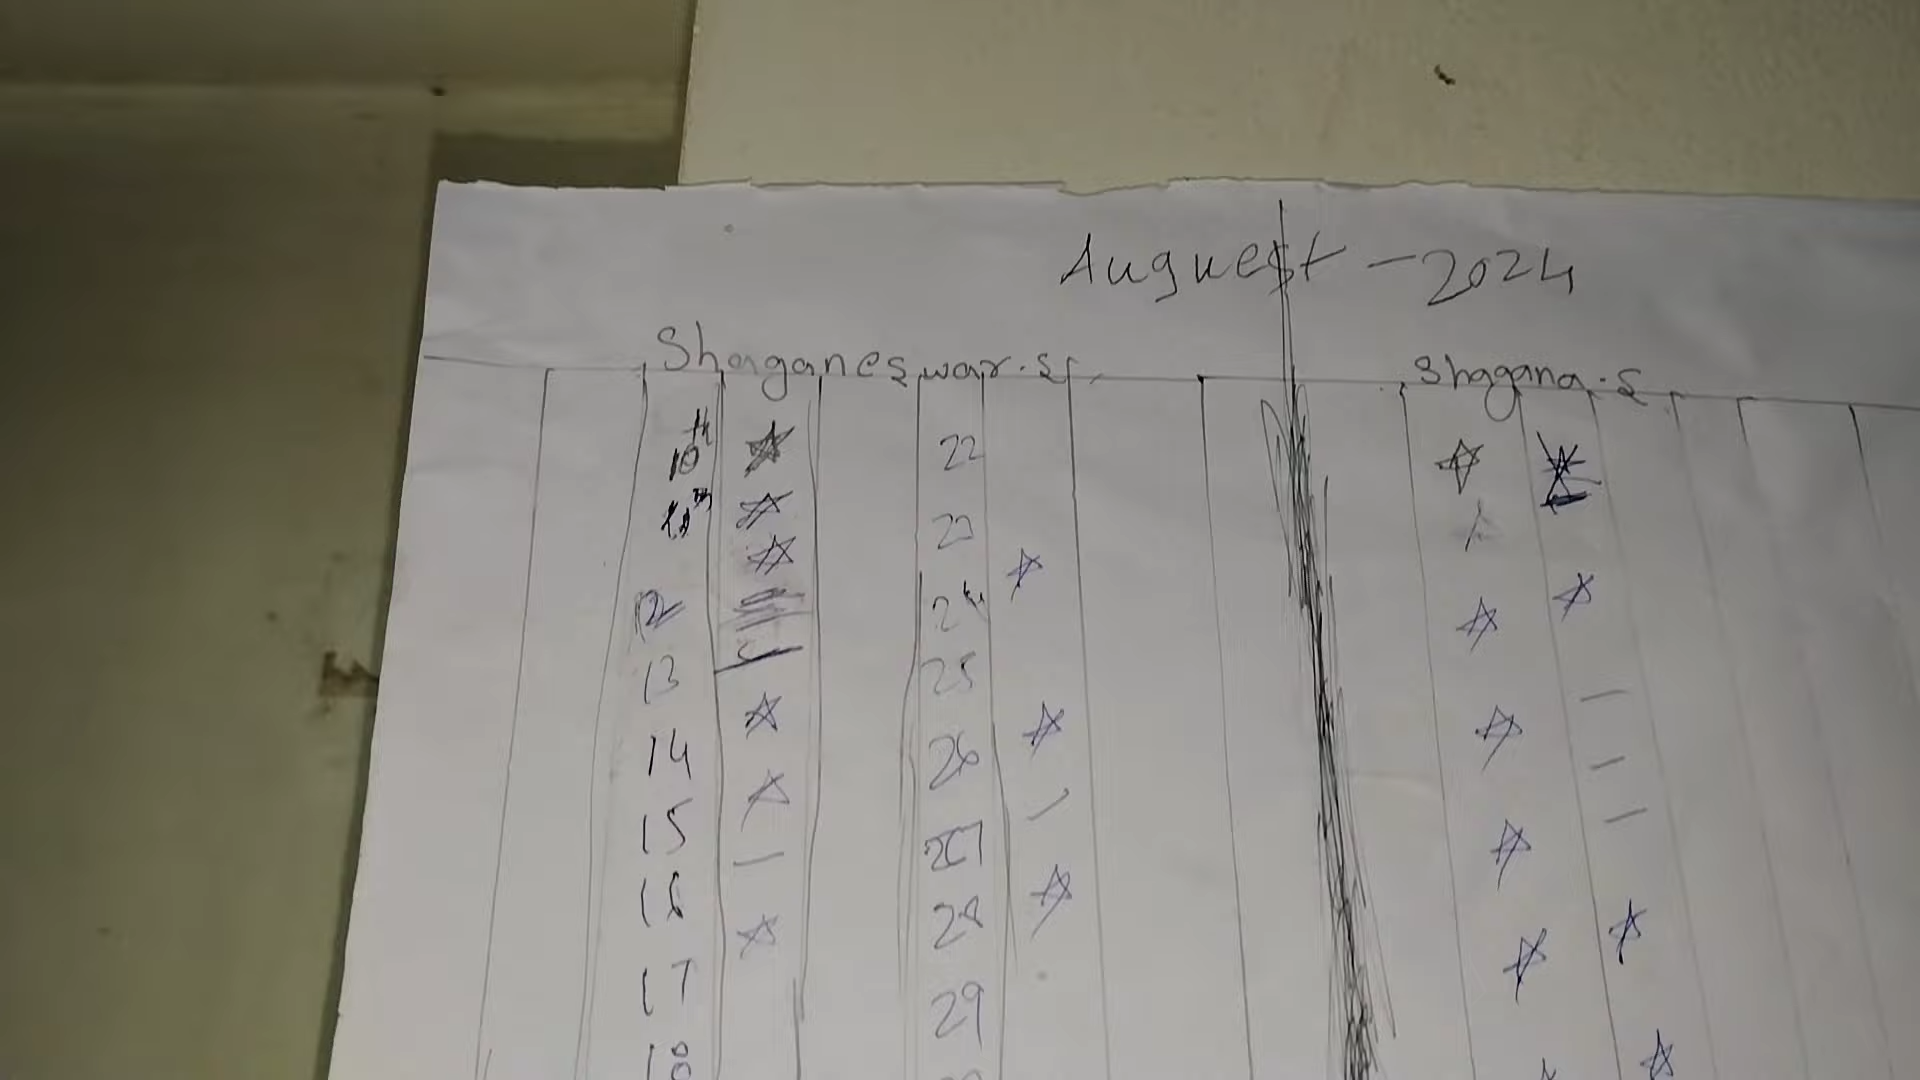 Auguest - 2024
Shaganeswar.S
Shagana.S
10th 22
11th 23
12 24th
13 25
14 26
15 27
16 28
17 29
18